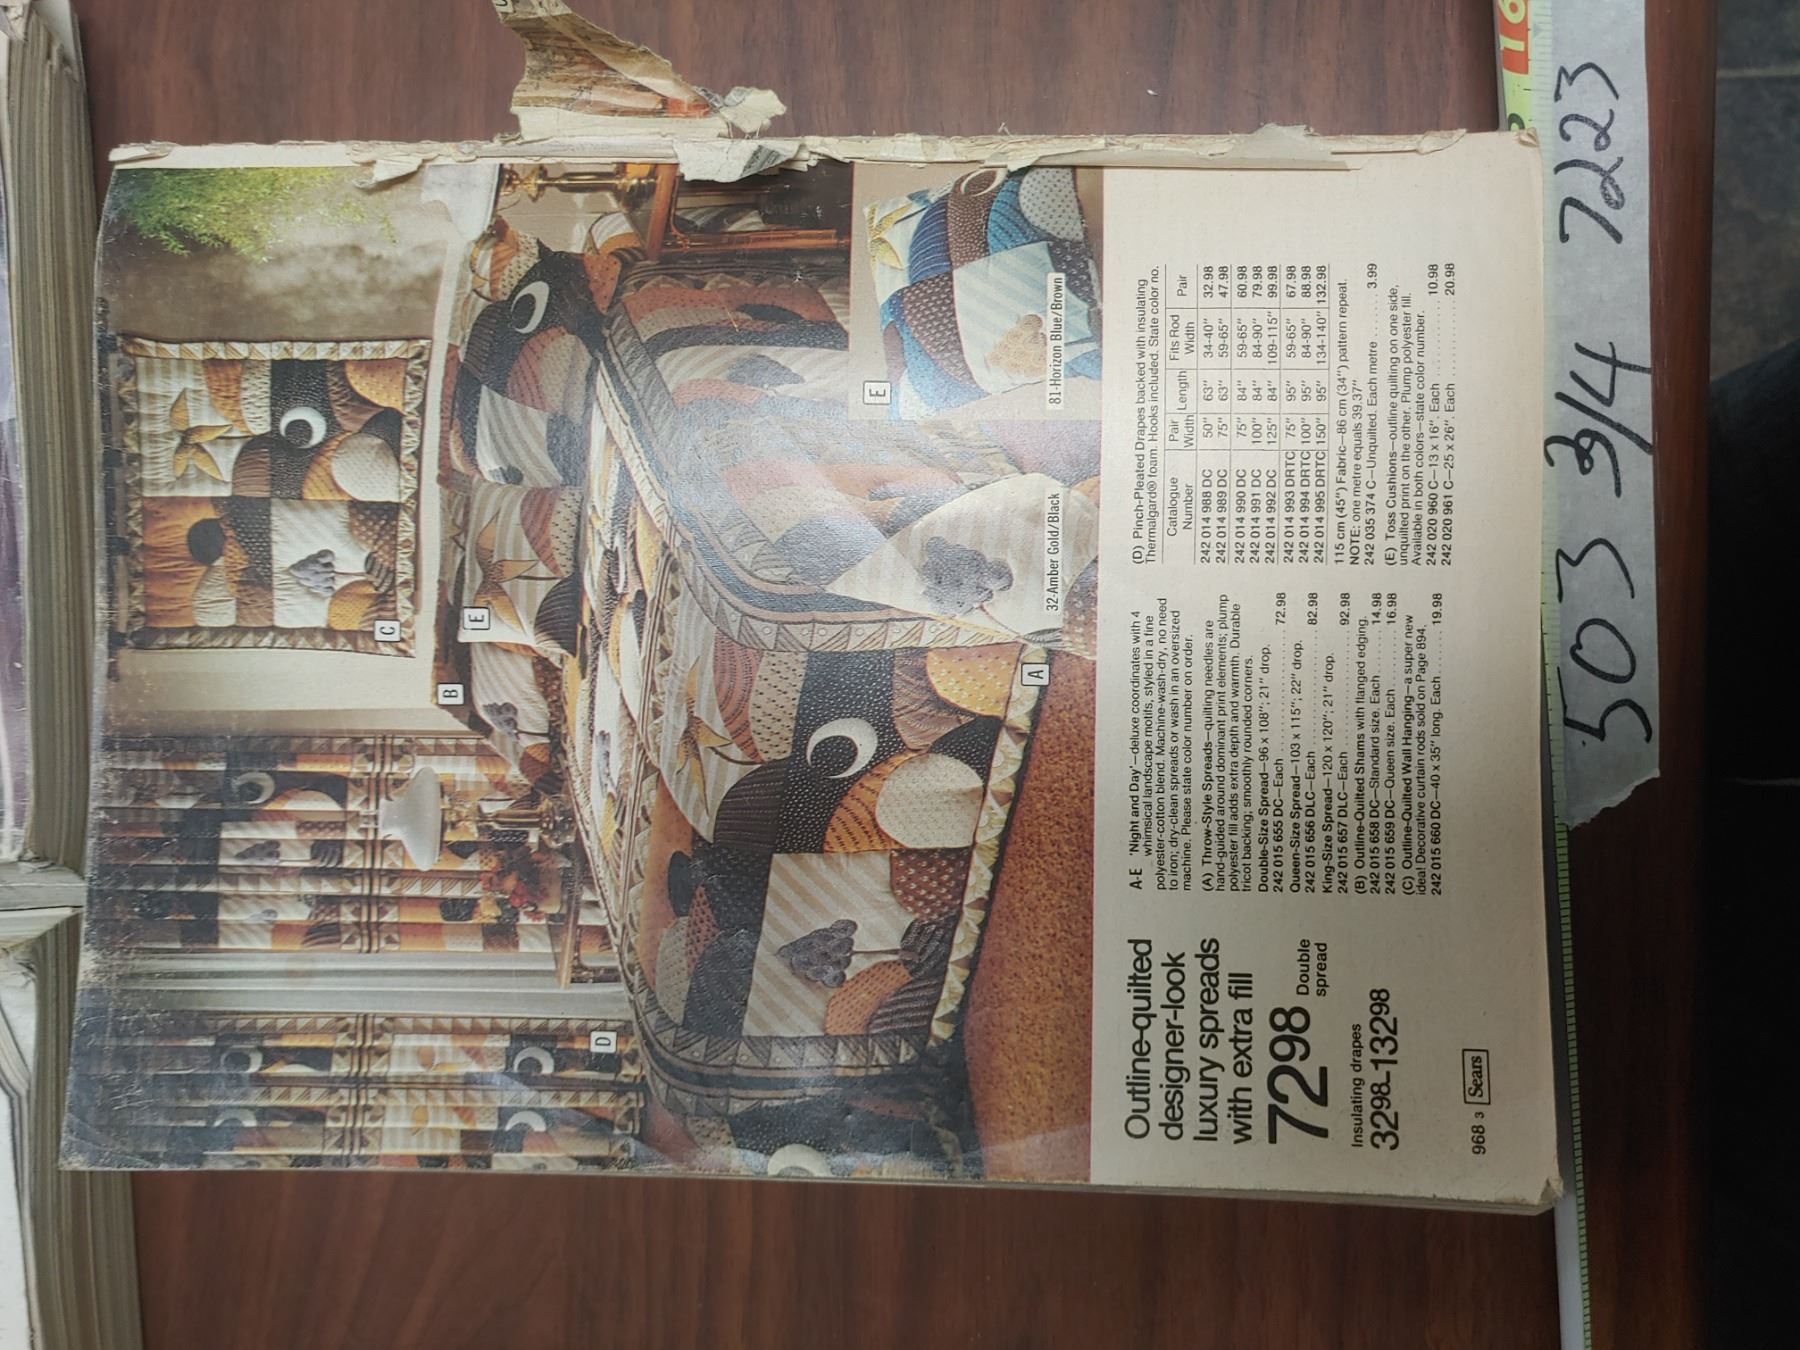 C
B
E
E
D
A
32-Amber Gold/Black
81-Horizon Blue/Brown
Outline-quilted
designer-look
luxury spreads
with extra fill
7298 Double
spread
Insulating drapes
3298-13298
968 3 Sears
A-E 'Night and Day'—deluxe coordinates with 4
whimsical landscape motifs, styled in a fine
polyester-cotton blend. Machine-wash-dry, no need
to iron; dry-clean spreads or wash in an oversized
machine. Please state color number on order.
(A) Throw-Style Spreads—quilting needles are
hand-guided around dominant print elements; plump
polyester fill adds extra depth and warmth. Durable
tricot backing; smoothly rounded corners.
Double-Size Spread—96 x 108"; 21" drop.
242 015 655 DC—Each 72.98
Queen-Size Spread—103 x 115"; 22" drop.
242 015 656 DLC—Each 82.98
King-Size Spread—120 x 120"; 21" drop.
242 015 657 DLC—Each 92.98
(B) Outline-Quilted Shams with flanged edging.
242 015 658 DC—Standard size. Each 14.98
242 015 659 DC—Queen size. Each 16.98
(C) Outline-Quilted Wall Hanging—a super new
idea! Decorative curtain rods sold on Page 894.
242 015 660 DC—40 x 35" long. Each 19.98
(D) Pinch-Pleated Drapes backed with insulating
Thermalgard® foam. Hooks included. State color no.
Catalogue Number Pair Width Length Fits Rod Width Pair
242 014 988 DC 50" 63" 34-40" 32.98
242 014 989 DC 75" 63" 59-65" 47.98
242 014 990 DC 75" 84" 59-65" 60.98
242 014 991 DC 100" 84" 84-90" 79.98
242 014 992 DC 125" 84" 109-115" 99.98
242 014 993 DRTC 75" 95" 59-65" 67.98
242 014 994 DRTC 100" 95" 84-90" 88.98
242 014 995 DRTC 150" 95" 134-140" 132.98
115 cm (45") Fabric—86 cm (34") pattern repeat.
NOTE: one metre equals 39.37"
242 035 374 C—Unquilted. Each metre 3.99
(E) Toss Cushions—outline quilting on one side,
unquilted print on the other. Plump polyester fill.
Available in both colors—state color number.
242 020 960 C—13 x 16". Each 10.98
242 020 961 C—25 x 26". Each 20.98
503 3/4 7223
16